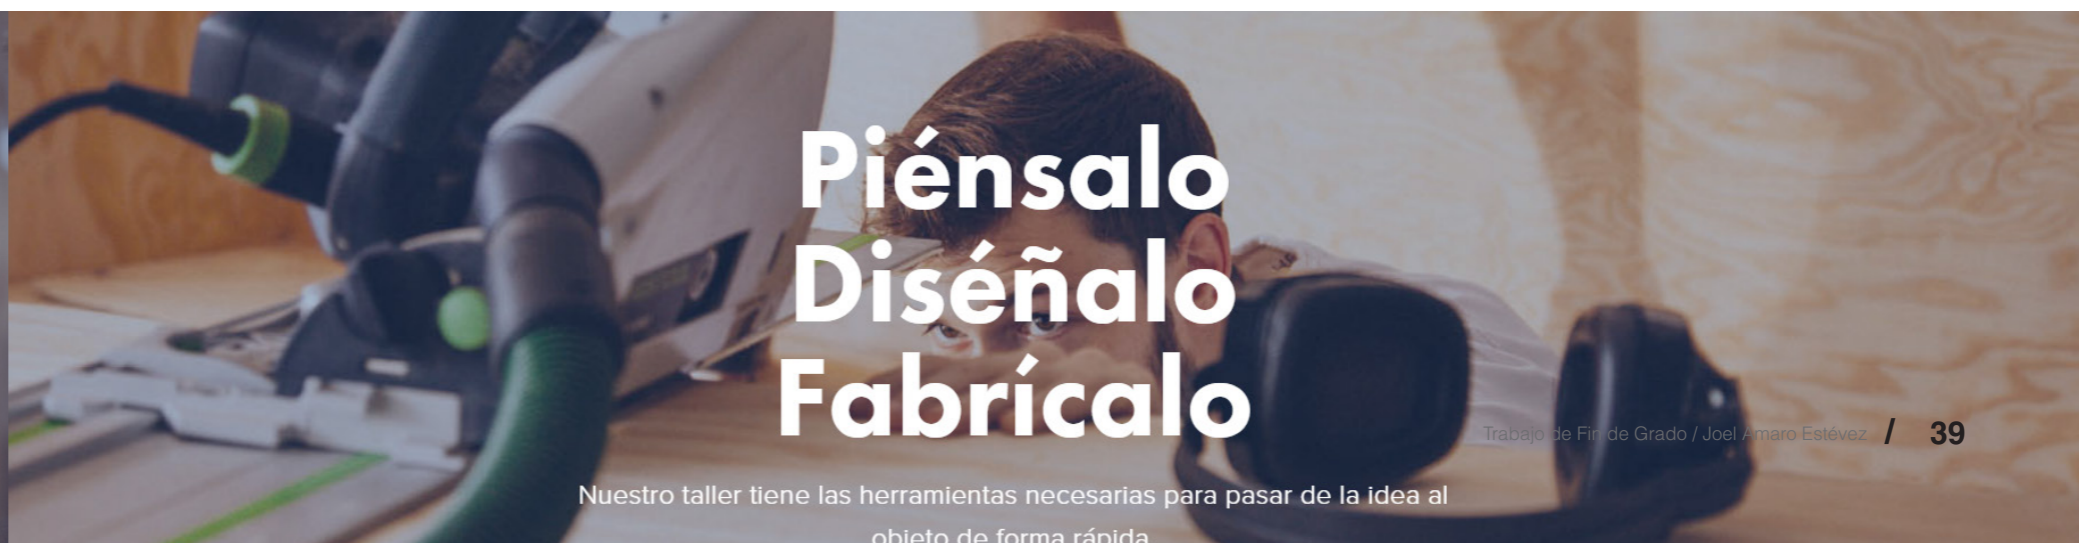 Piénsalo
Diséñalo
Fabrícalo
Trabajo de Fin de Grado / Joel Amaro Estévez / 39
Nuestro taller tiene las herramientas necesarias para pasar de la idea al
objeto de forma rápida